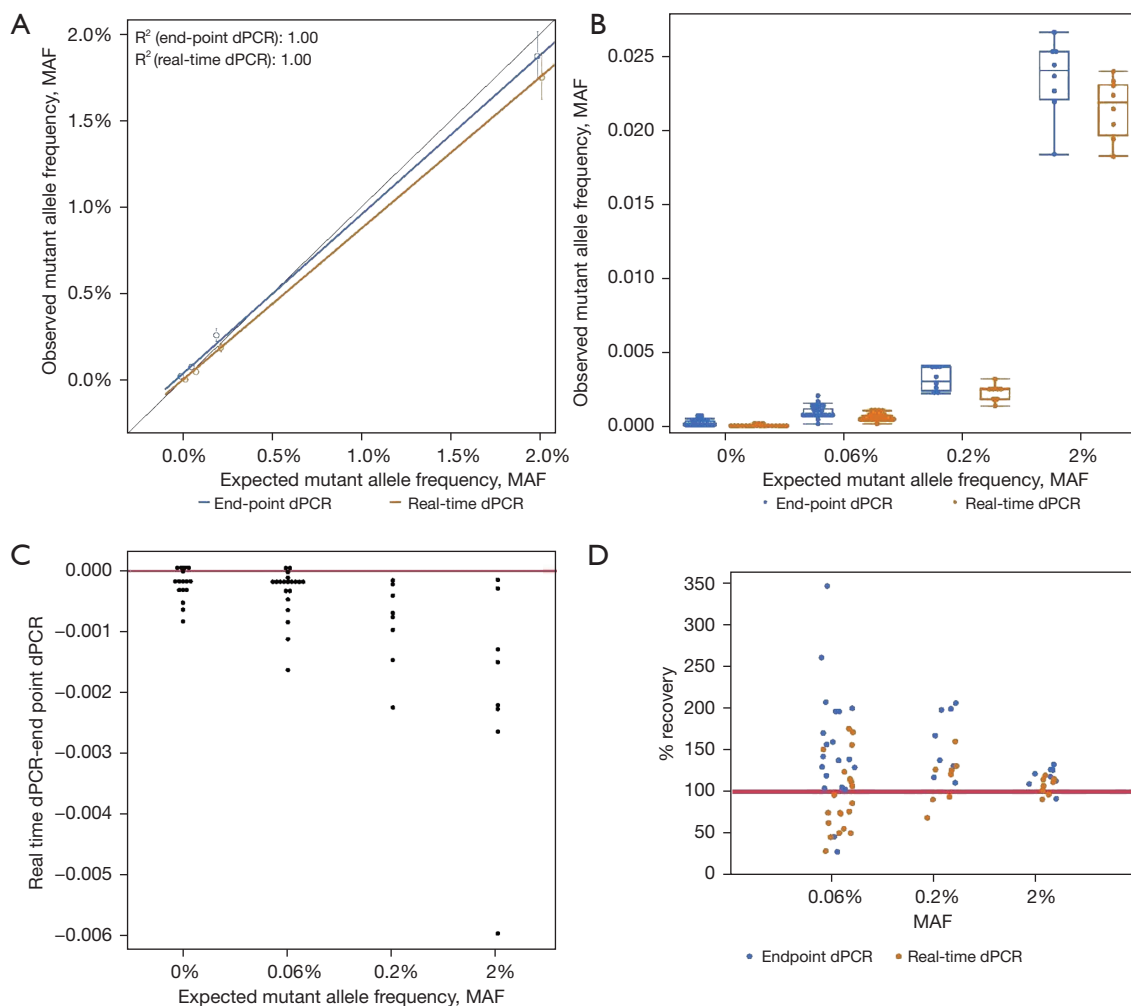 A
R² (end-point dPCR): 1.00
R² (real-time dPCR): 1.00
2.0%
1.5%
1.0%
0.5%
0.0%
Observed mutant allele frequency, MAF
0.0% 0.5% 1.0% 1.5% 2.0%
Expected mutant allele frequency, MAF
End-point dPCR Real-time dPCR
B
0.025
0.020
0.015
0.010
0.005
0.000
Observed mutant allele frequency, MAF
0% 0.06% 0.2% 2%
Expected mutant allele frequency, MAF
End-point dPCR Real-time dPCR
C
0.000
−0.001
−0.002
−0.003
−0.004
−0.005
−0.006
Real time dPCR-end point dPCR
0% 0.06% 0.2% 2%
Expected mutant allele frequency, MAF
D
350
300
250
200
150
100
50
0
% recovery
0.06% 0.2% 2%
MAF
Endpoint dPCR Real-time dPCR